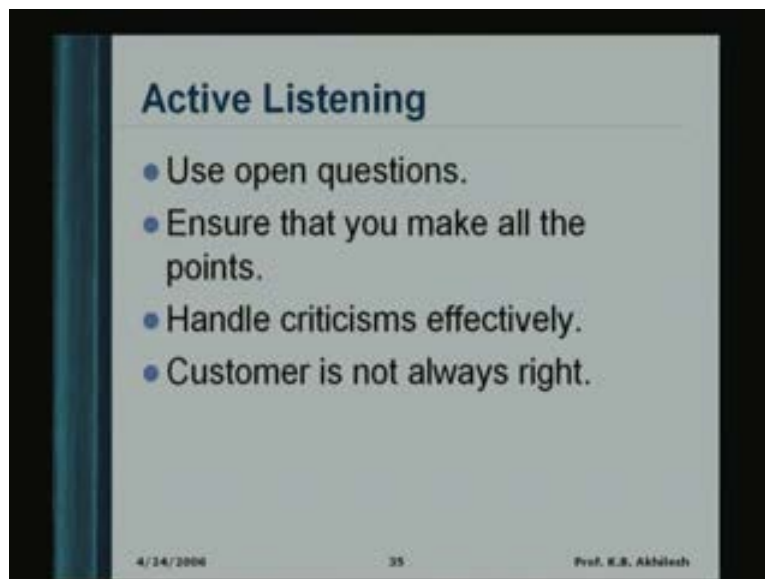 Active Listening
Use open questions.
Ensure that you make all the
points.
Handle criticisms effectively.
Customer is not always right.
4/24/2006 35 Prof. K.B. Akhilesh